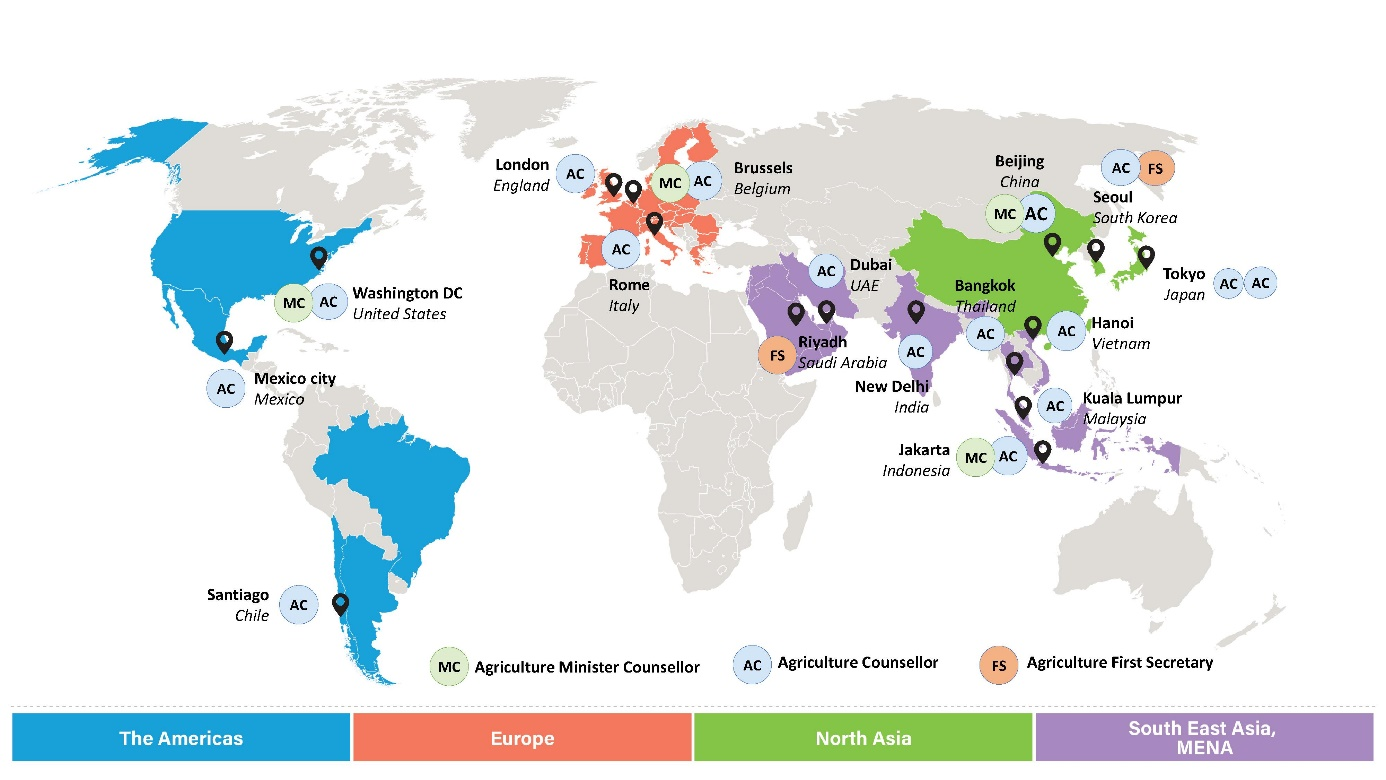 London
England
AC
MC
AC
Brussels
Belgium
Beijing
China
MC
AC
AC
FS
Seoul
South Korea
AC
Rome
Italy
AC
Dubai
UAE
Bangkok
Thailand
AC
Tokyo
Japan
AC
AC
MC
AC
Washington DC
United States
AC
Hanoi
Vietnam
FS
Riyadh
Saudi Arabia
AC
New Delhi
India
AC
Mexico city
Mexico
AC
Kuala Lumpur
Malaysia
Jakarta
Indonesia
MC
AC
Santiago
Chile
AC
MC Agriculture Minister Counsellor
AC Agriculture Counsellor
FS Agriculture First Secretary
The Americas
Europe
North Asia
South East Asia,
MENA